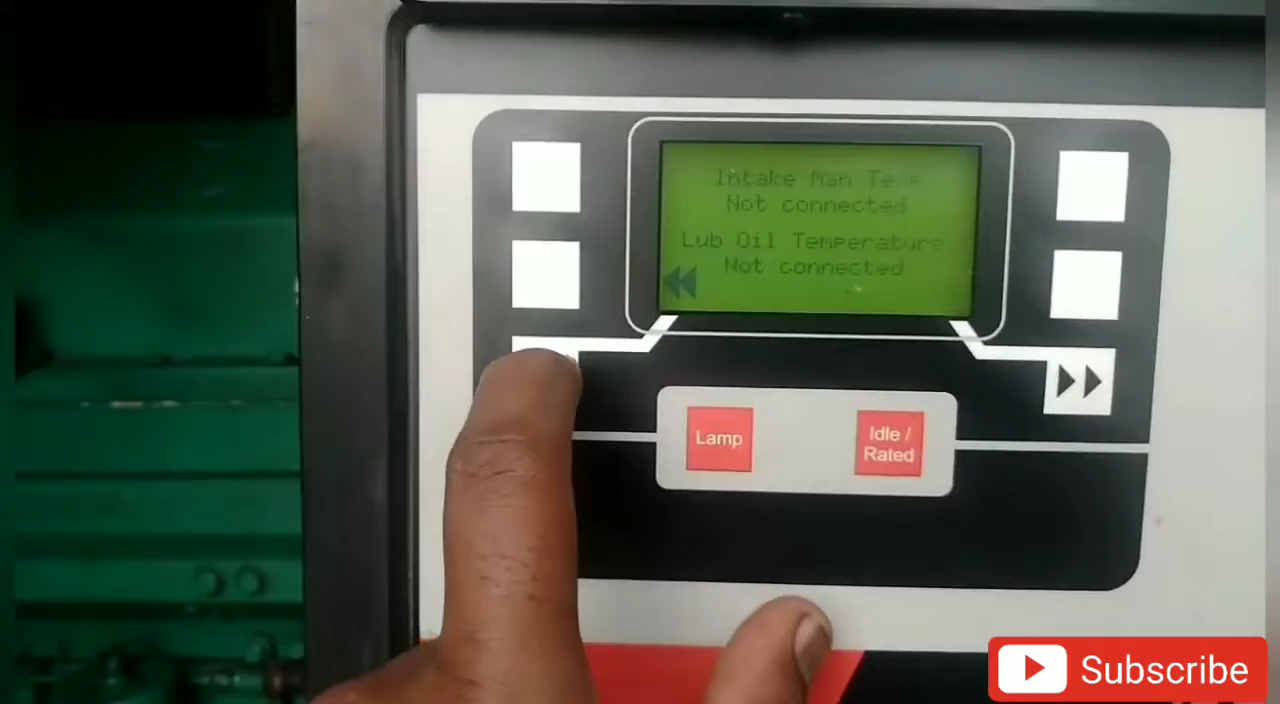 Intake Man Temp
Not connected
Lub Oil Temperature
Not connected
Lamp
Idle /
Rated
Subscribe